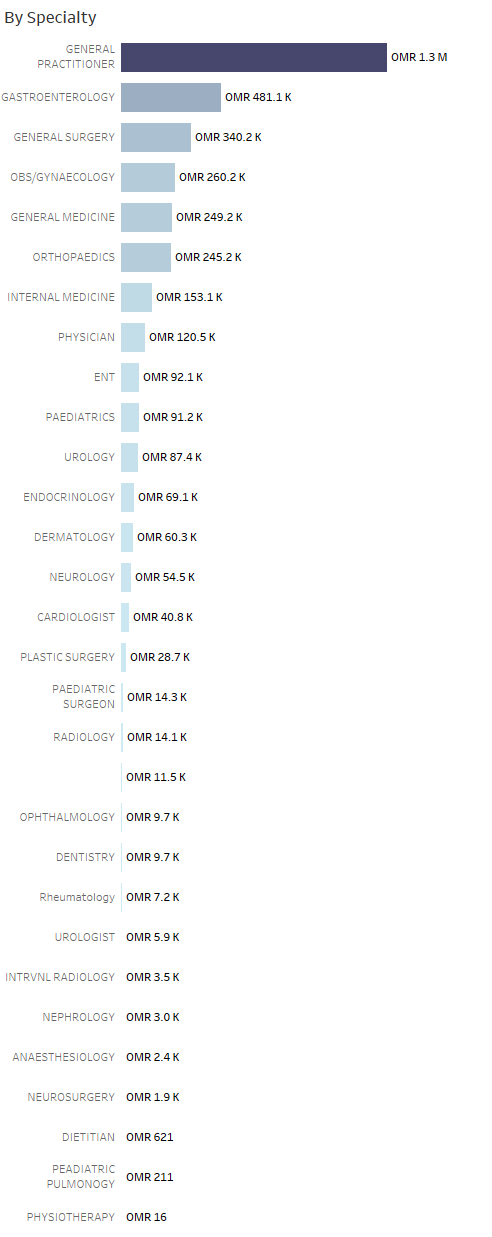 By Specialty
GENERAL
PRACTITIONER
OMR 1.3 M
GASTROENTEROLOGY
OMR 481.1 K
GENERAL SURGERY
OMR 340.2 K
OBS/GYNAECOLOGY
OMR 260.2 K
GENERAL MEDICINE
OMR 249.2 K
ORTHOPAEDICS
OMR 245.2 K
INTERNAL MEDICINE
OMR 153.1 K
PHYSICIAN
OMR 120.5 K
ENT
OMR 92.1 K
PAEDIATRICS
OMR 91.2 K
UROLOGY
OMR 87.4 K
ENDOCRINOLOGY
OMR 69.1 K
DERMATOLOGY
OMR 60.3 K
NEUROLOGY
OMR 54.5 K
CARDIOLOGIST
OMR 40.8 K
PLASTIC SURGERY
OMR 28.7 K
PAEDIATRIC
SURGEON
OMR 14.3 K
RADIOLOGY
OMR 14.1 K
OMR 11.5 K
OPHTHALMOLOGY
OMR 9.7 K
DENTISTRY
OMR 9.7 K
Rheumatology
OMR 7.2 K
UROLOGIST
OMR 5.9 K
INTRVNL RADIOLOGY
OMR 3.5 K
NEPHROLOGY
OMR 3.0 K
ANAESTHESIOLOGY
OMR 2.4 K
NEUROSURGERY
OMR 1.9 K
DIETITIAN
OMR 621
PEADIATRIC
PULMONOGY
OMR 211
PHYSIOTHERAPY
OMR 16